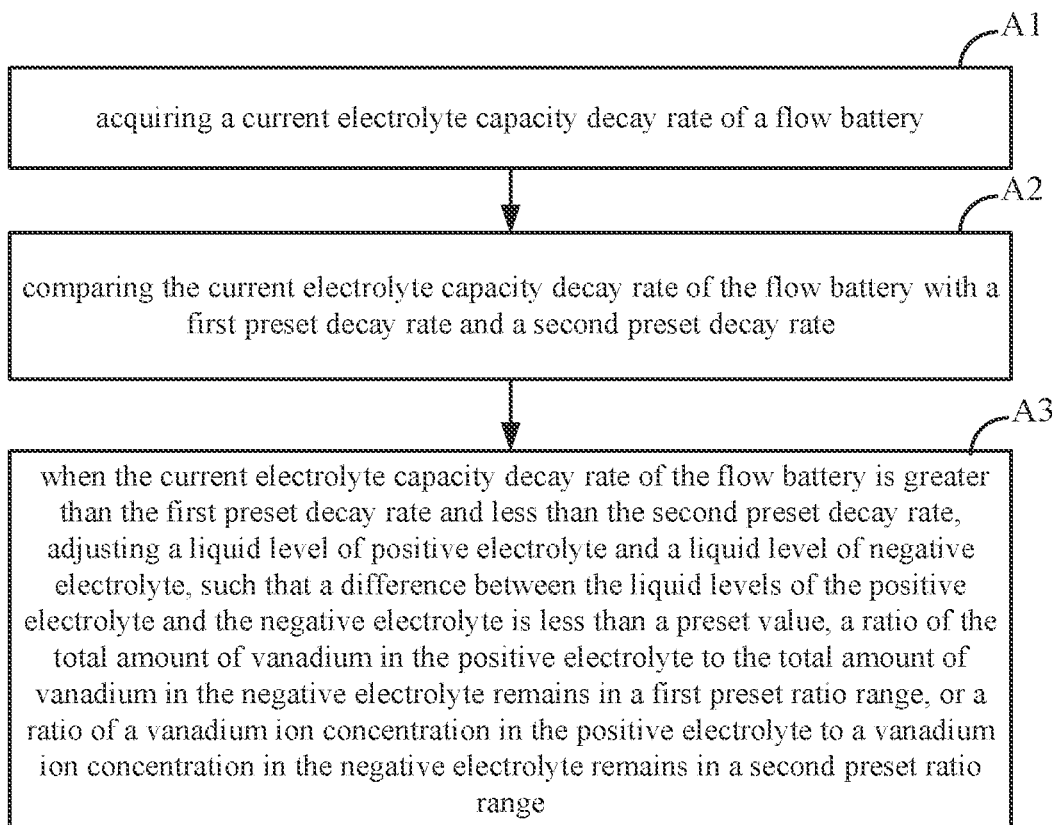 A1
acquiring a current electrolyte capacity decay rate of a flow battery
A2
comparing the current electrolyte capacity decay rate of the flow battery with a
first preset decay rate and a second preset decay rate
A3
when the current electrolyte capacity decay rate of the flow battery is greater
than the first preset decay rate and less than the second preset decay rate,
adjusting a liquid level of positive electrolyte and a liquid level of negative
electrolyte, such that a difference between the liquid levels of the positive
electrolyte and the negative electrolyte is less than a preset value, a ratio of the
total amount of vanadium in the positive electrolyte to the total amount of
vanadium in the negative electrolyte remains in a first preset ratio range, or a
ratio of a vanadium ion concentration in the positive electrolyte to a vanadium
ion concentration in the negative electrolyte remains in a second preset ratio
range